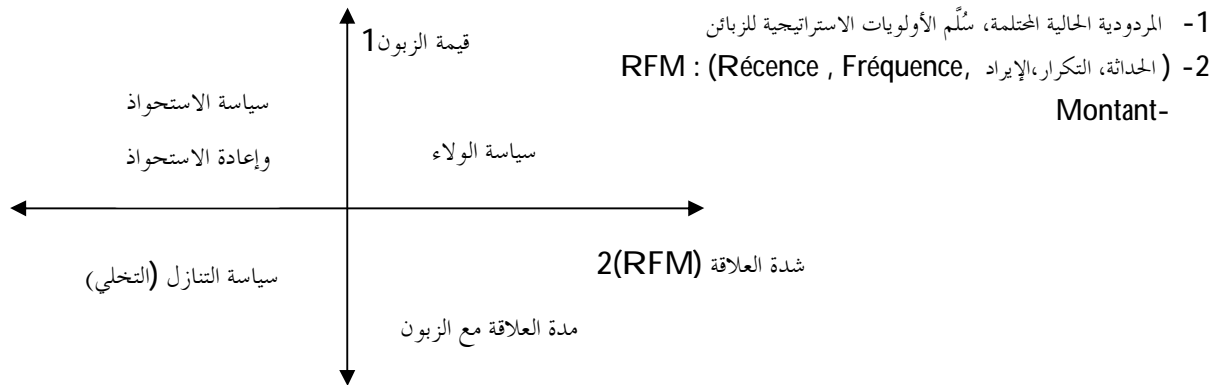 1- المردودية الحالية المحتلمة، سُلَّم الأولويات الاستراتيجية للزبائن
2- ( الحداثة، التكرار،الإيراد RFM : (Récence , Fréquence,
Montant-
قيمة الزبون1
سياسة الاستحواذ
وإعادة الاستحواذ
سياسة الولاء
شدة العلاقة (RFM)2
سياسة التنازل (التخلي)
مدة العلاقة مع الزبون